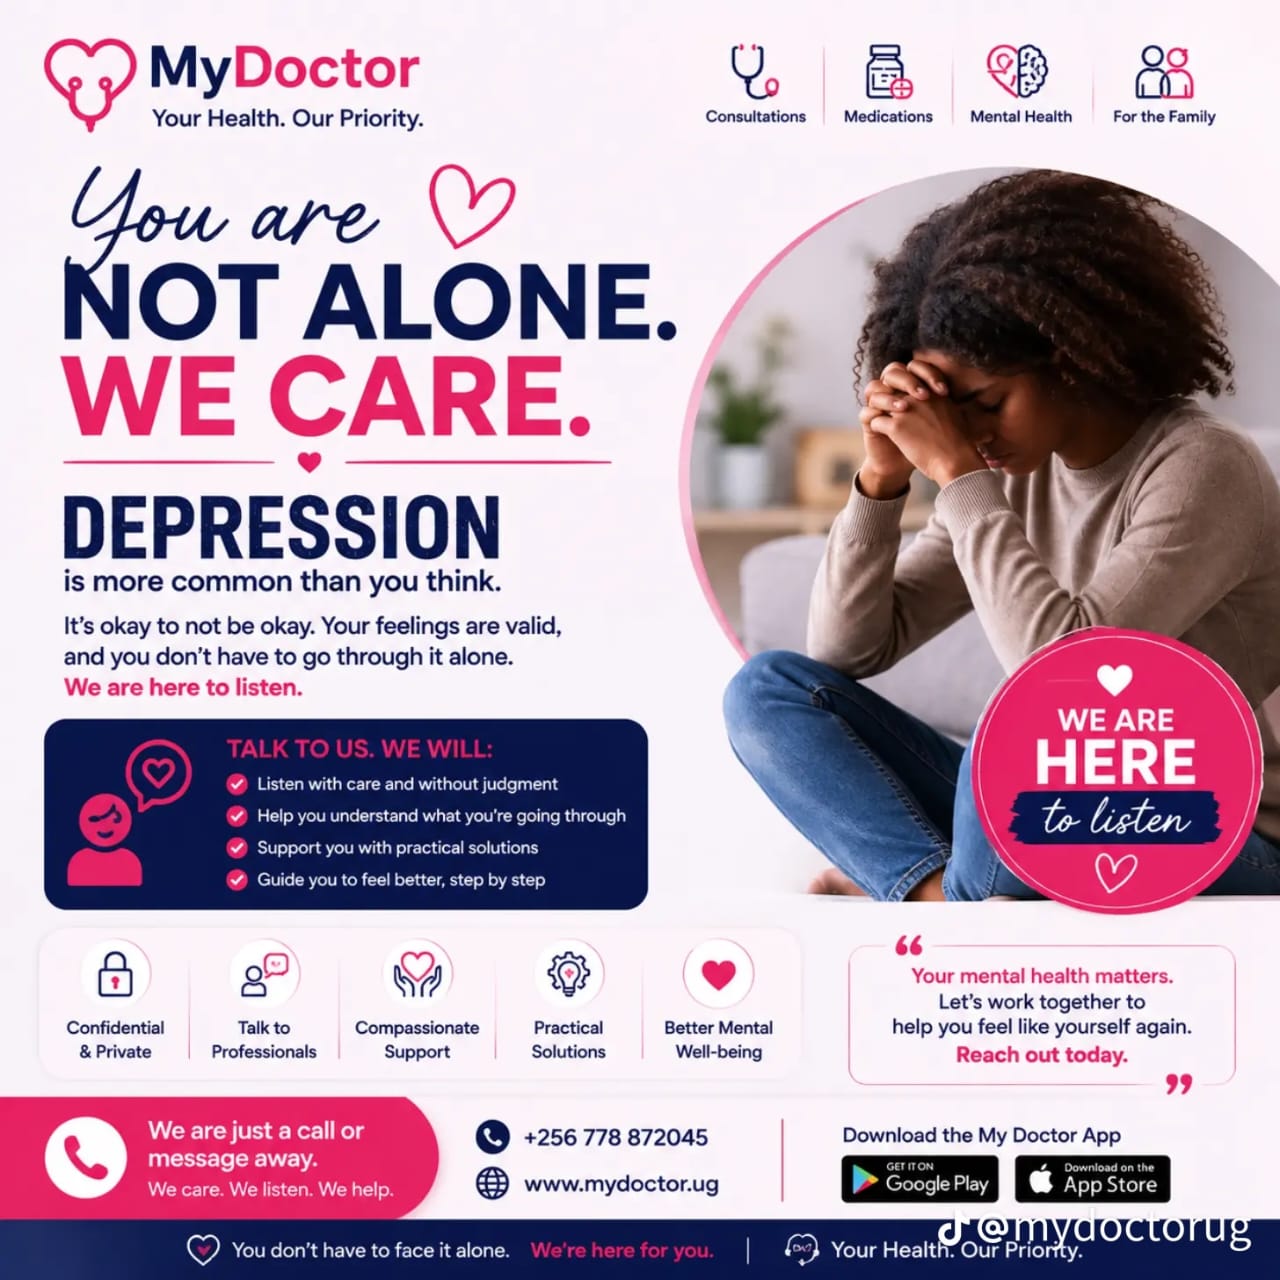 MyDoctor
Your Health. Our Priority.
Consultations
Medications
Mental Health
For the Family
You are
NOT ALONE.
WE CARE.
DEPRESSION
is more common than you think.
It's okay to not be okay. Your feelings are valid,
and you don't have to go through it alone.
We are here to listen.
TALK TO US. WE WILL:
Listen with care and without judgment
Help you understand what you're going through
Support you with practical solutions
Guide you to feel better, step by step
WE ARE
HERE
to listen
Confidential
& Private
Talk to
Professionals
Compassionate
Support
Practical
Solutions
Better Mental
Well-being
“
Your mental health matters.
Let's work together to
help you feel like yourself again.
Reach out today.
”
We are just a call or
message away.
We care. We listen. We help.
+256 778 872045
www.mydoctor.ug
Download the My Doctor App
GET IT ON
Google Play
Download on the
App Store
@mydoctorug
You don't have to face it alone. We're here for you.
Your Health. Our Priority.